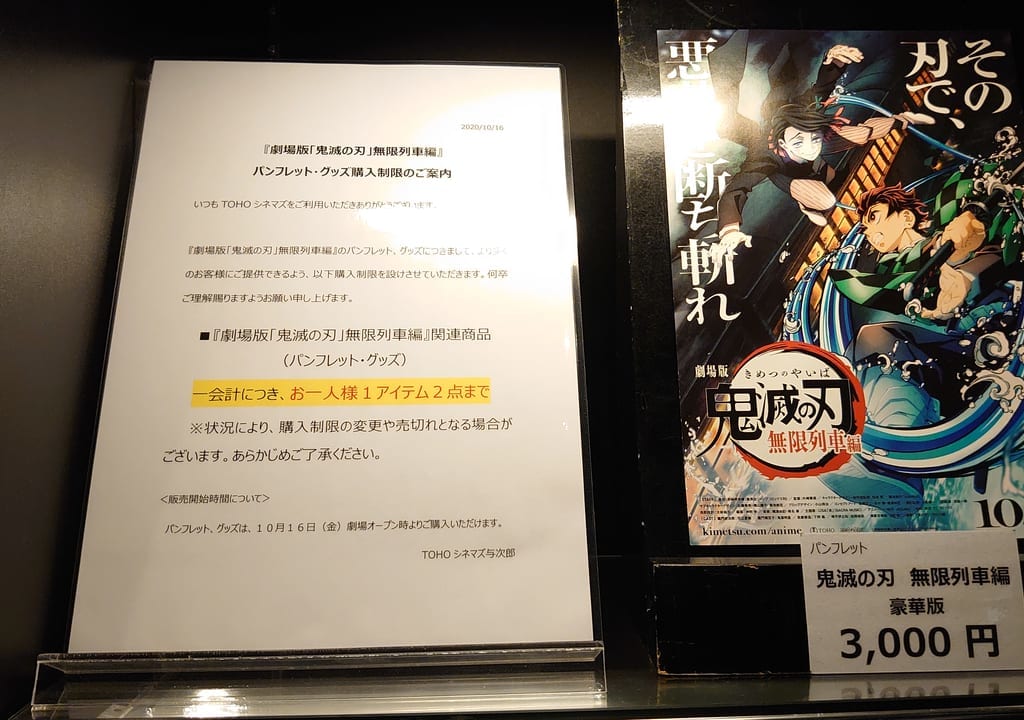 2020/10/16
『劇場版「鬼滅の刃」無限列車編』
パンフレット・グッズ購入制限のご案内
いつも TOHO シネマズをご利用いただきありがとうございます。
『劇場版「鬼滅の刃」無限列車編』のパンフレット、グッズにつきまして、より多く
のお客様にご提供できるよう、以下購入制限を設けさせていただきます。何卒
ご理解賜りますようお願い申し上げます。
■『劇場版「鬼滅の刃」無限列車編』関連商品
（パンフレット・グッズ）
一会計につき、お一人様１アイテム２点まで
※状況により、購入制限の変更や売切れとなる場合が
ございます。あらかじめご了承ください。
＜販売開始時間について＞
パンフレット、グッズは、１０月１６日（金）劇場オープン時よりご購入いただけます。
TOHO シネマズ与次郎
その
刃で、
悪
断ち斬れ
劇場版
きめつのやいば
鬼滅の刃
無限列車編
kimetsu.com/anime
TOHO
10
パンフレット
鬼滅の刃 無限列車編
豪華版
3,000 円